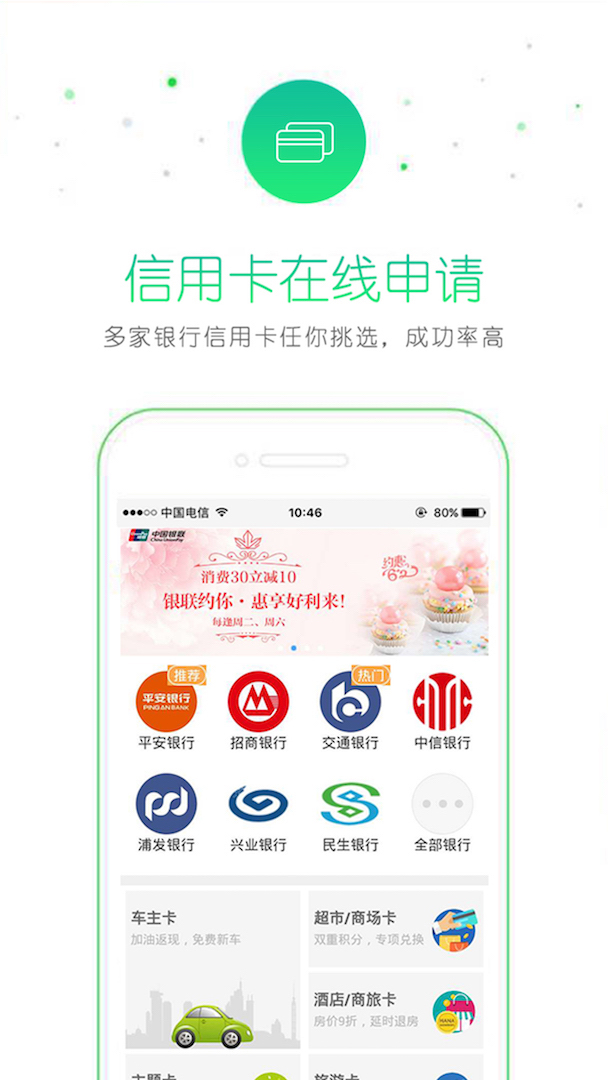 信用卡在线申请
多家银行信用卡任你挑选，成功率高
中国电信 10:46 80%
中国银联
China UnionPay
消费30立减10
银联约你·惠享好利来!
每逢周二、周六
约惠
62
推荐 热门
平安银行
PING AN BANK
平安银行 招商银行 交通银行 中信银行
浦发银行 兴业银行 民生银行 全部银行
车主卡
加油返现，免费新车
超市/商场卡
双重积分，专项兑换
酒店/商旅卡
房价9折，延时退房
主题卡 旅游卡